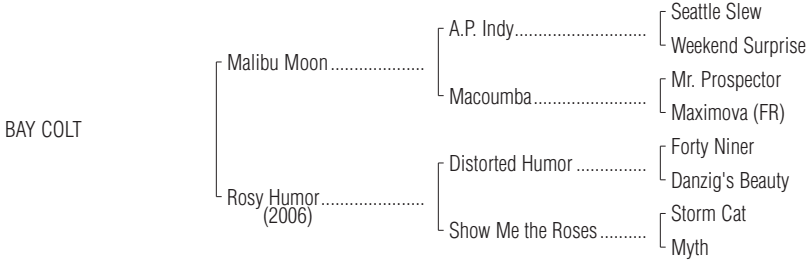 Seattle Slew
A.P. Indy..........................
Weekend Surprise
Malibu Moon...................
Mr. Prospector
Macoumba......................
Maximova (FR)
BAY COLT
Forty Niner
Distorted Humor ..............
Danzig's Beauty
Rosy Humor.....................
(2006)
Storm Cat
Show Me the Roses.........
Myth